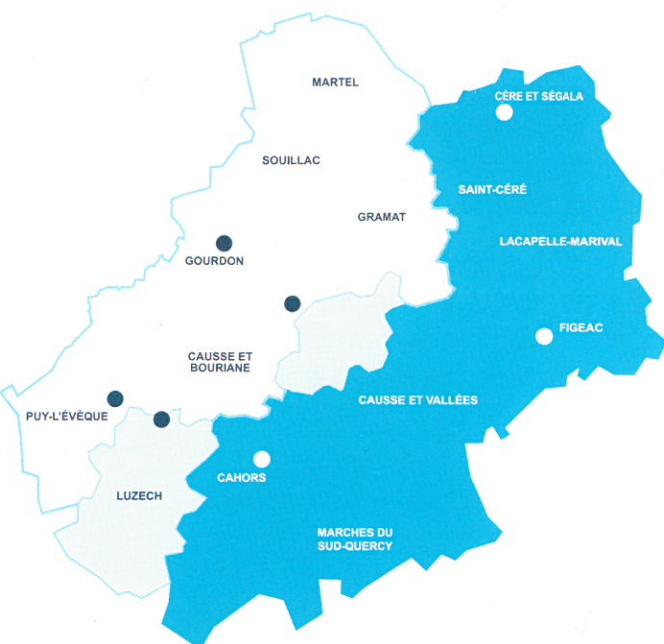 MARTEL
CÈRE ET SÉGALA
SOUILLAC
SAINT-CÉRÉ
GRAMAT
LACAPELLE-MARIVAL
GOURDON
FIGEAC
CAUSSE ET
BOURIANE
CAUSSE ET VALLÉES
PUY-L'ÉVÈQUE
CAHORS
LUZECH
MARCHES DU
SUD-QUERCY